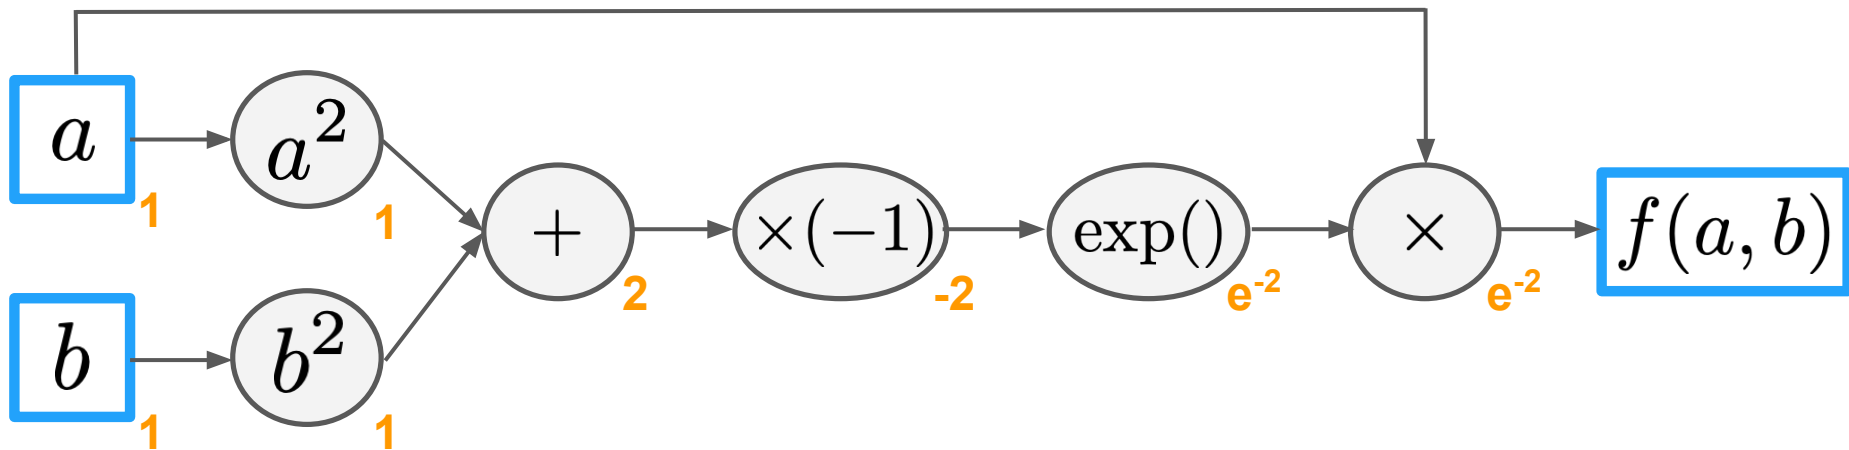 a
1
a²
1
b
1
b²
1
+
2
×(−1)
-2
exp()
e⁻²
×
e⁻²
f(a, b)